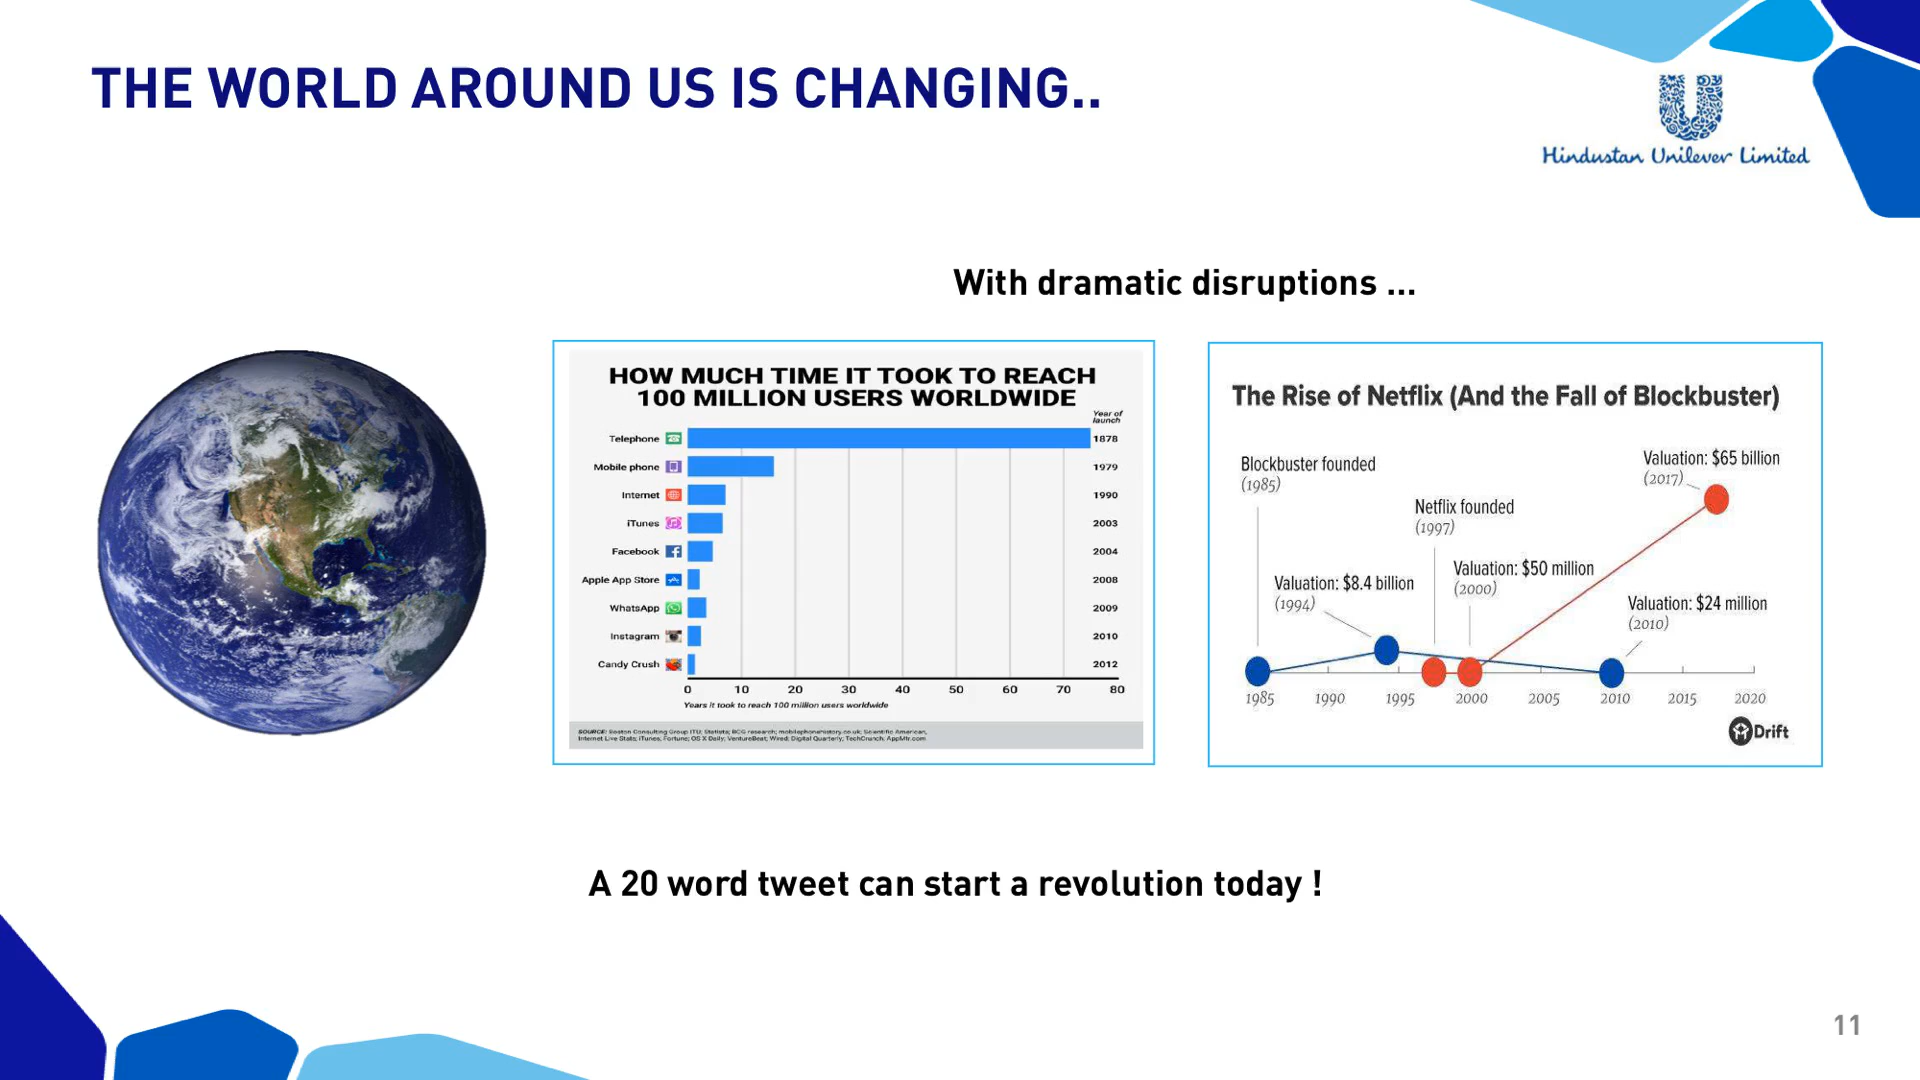 THE WORLD AROUND US IS CHANGING..
Hindustan Unilever Limited
With dramatic disruptions ...
HOW MUCH TIME IT TOOK TO REACH
100 MILLION USERS WORLDWIDE
Year of
launch
Telephone 1878
Mobile phone 1979
Internet 1990
iTunes 2003
Facebook 2004
Apple App Store 2008
WhatsApp 2009
Instagram 2010
Candy Crush 2012
0 10 20 30 40 50 60 70 80
Years it took to reach 100 million users worldwide
SOURCE: Boston Consulting Group ITU; Statista; BCG research; mobilephonehistory.co.uk; Scientific American,
Internet Live Stats; iTunes, Fortune; OS X Daily; VentureBeat; Wired; Digital Quarterly; TechCrunch; AppMtr.com
The Rise of Netflix (And the Fall of Blockbuster)
Blockbuster founded
(1985)
Valuation: $65 billion
(2017)
Netflix founded
(1997)
Valuation: $8.4 billion
(1994)
Valuation: $50 million
(2000)
Valuation: $24 million
(2010)
1985 1990 1995 2000 2005 2010 2015 2020
Drift
A 20 word tweet can start a revolution today !
11